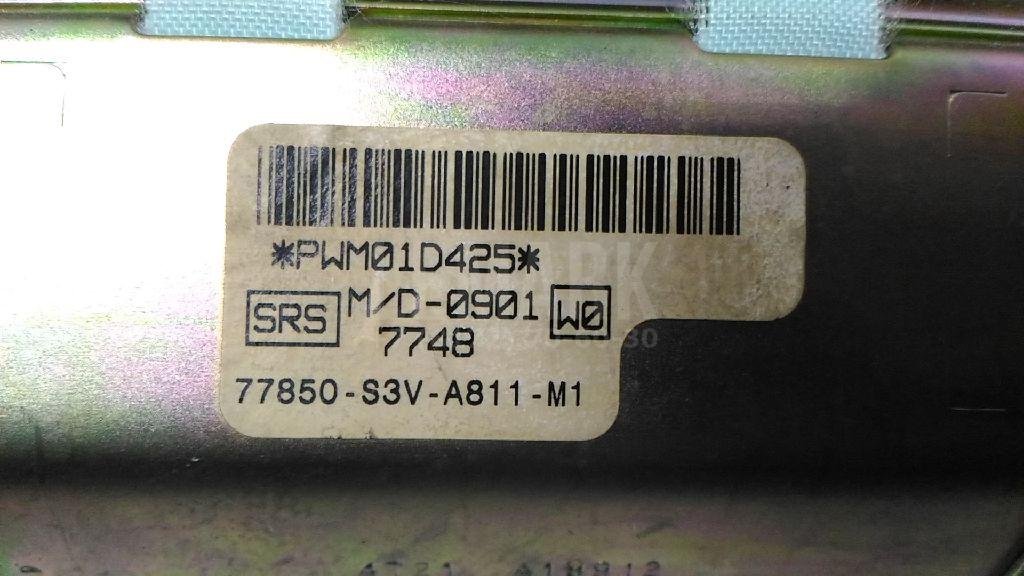 *PWM01D425*
SRS M/D-0901 W0
7748
77850-S3V-A811-M1